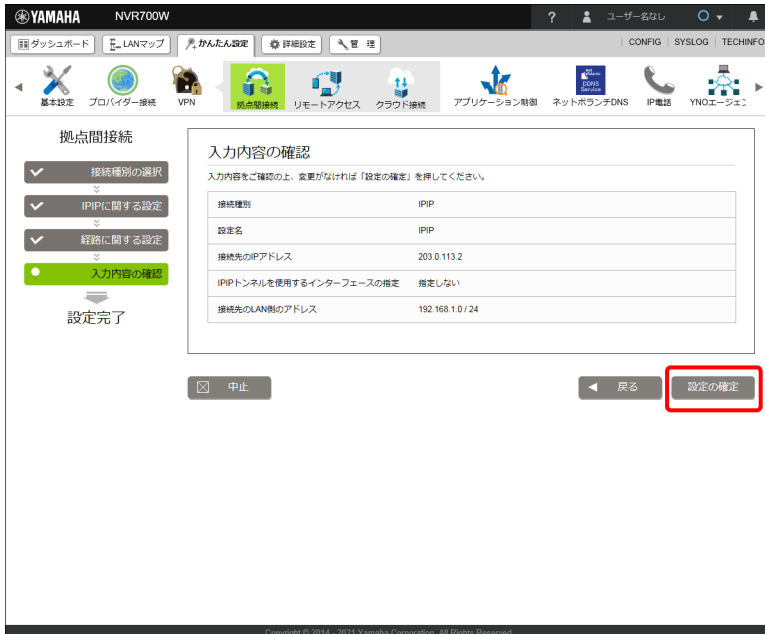 YAMAHA NVR700W ? ユーザー名なし
ダッシュボード LANマップ かんたん設定 詳細設定 管 理 | CONFIG | SYSLOG | TECHINFO
基本設定 プロバイダー接続 VPN 拠点間接続 リモートアクセス クラウド接続 アプリケーション制御 ネットボランチDNS IP電話 YNOエージェ
DDNS
Service
拠点間接続
接続種別の選択
IPIPに関する設定
経路に関する設定
入力内容の確認
設定完了
入力内容の確認
入力内容をご確認の上、変更がなければ「設定の確定」を押してください。
接続種別 IPIP
設定名 IPIP
接続先のIPアドレス 203.0.113.2
IPIPトンネルを使用するインターフェースの指定 指定しない
接続先のLAN側のアドレス 192.168.1.0 / 24
中止 戻る 設定の確定
Copyright © 2014 - 2021 Yamaha Corporation. All Rights Reserved.